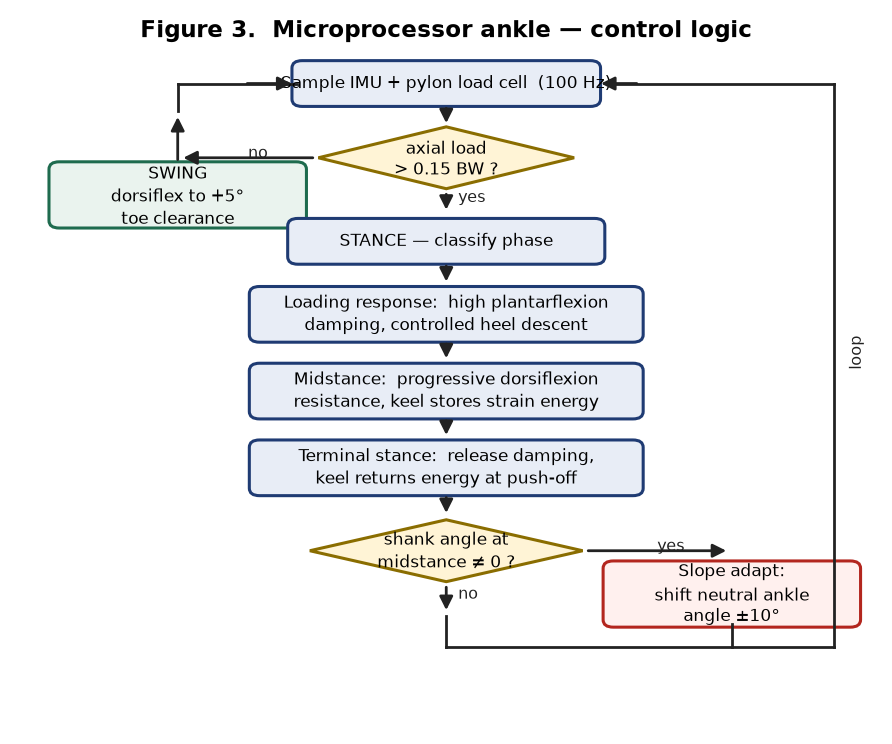 Figure 3.  Microprocessor ankle — control logic
Sample IMU + pylon load cell  (100 Hz)
axial load
> 0.15 BW ?
no
yes
SWING
dorsiflex to +5°
toe clearance
STANCE — classify phase
Loading response:  high plantarflexion
damping, controlled heel descent
Midstance:  progressive dorsiflexion
resistance, keel stores strain energy
Terminal stance:  release damping,
keel returns energy at push-off
shank angle at
midstance ≠ 0 ?
yes
no
Slope adapt:
shift neutral ankle
angle ±10°
loop